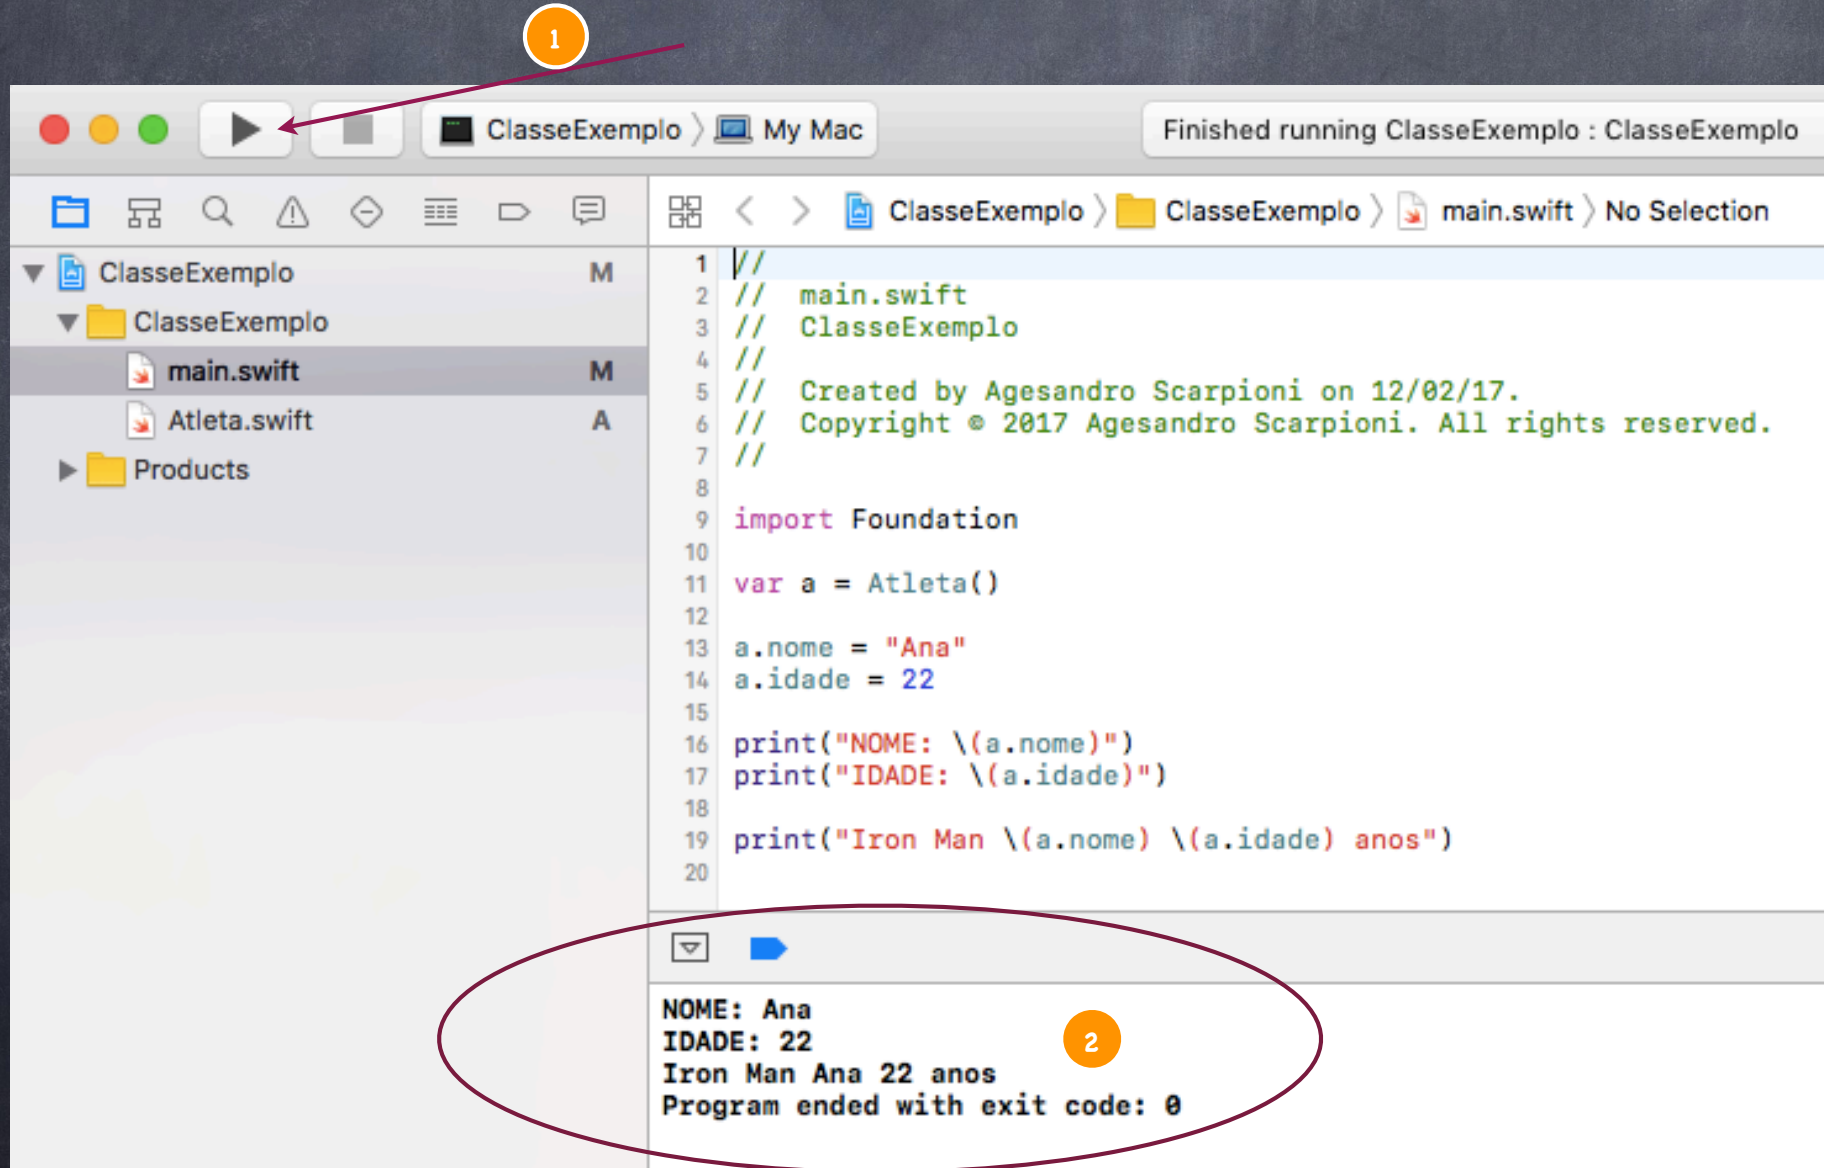 1
ClasseExemplo 〉 My Mac
Finished running ClasseExemplo : ClasseExemplo
ClasseExemplo 〉 ClasseExemplo 〉 main.swift 〉 No Selection
ClasseExemplo M
ClasseExemplo
main.swift M
Atleta.swift A
Products
1 //
2 //  main.swift
3 //  ClasseExemplo
4 //
5 //  Created by Agesandro Scarpioni on 12/02/17.
6 //  Copyright © 2017 Agesandro Scarpioni. All rights reserved.
7 //
8
9 import Foundation
10
11 var a = Atleta()
12
13 a.nome = "Ana"
14 a.idade = 22
15
16 print("NOME: \(a.nome)")
17 print("IDADE: \(a.idade)")
18
19 print("Iron Man \(a.nome) \(a.idade) anos")
20
NOME: Ana
IDADE: 22
2
Iron Man Ana 22 anos
Program ended with exit code: 0